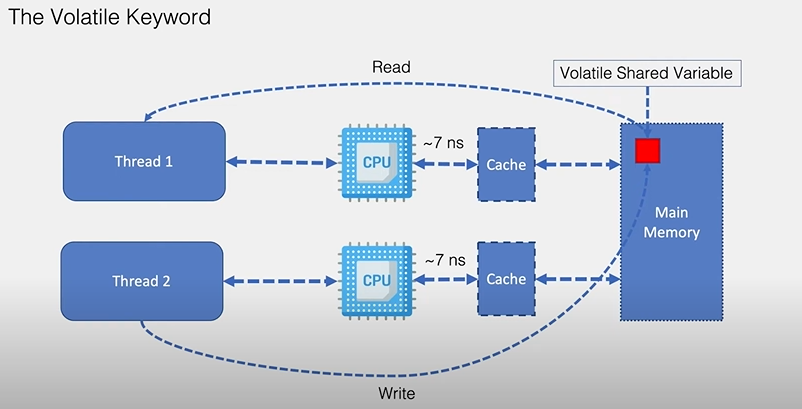 The Volatile Keyword
Read
Volatile Shared Variable
Thread 1
CPU
~7 ns
Cache
Main
Memory
Thread 2
CPU
~7 ns
Cache
Write